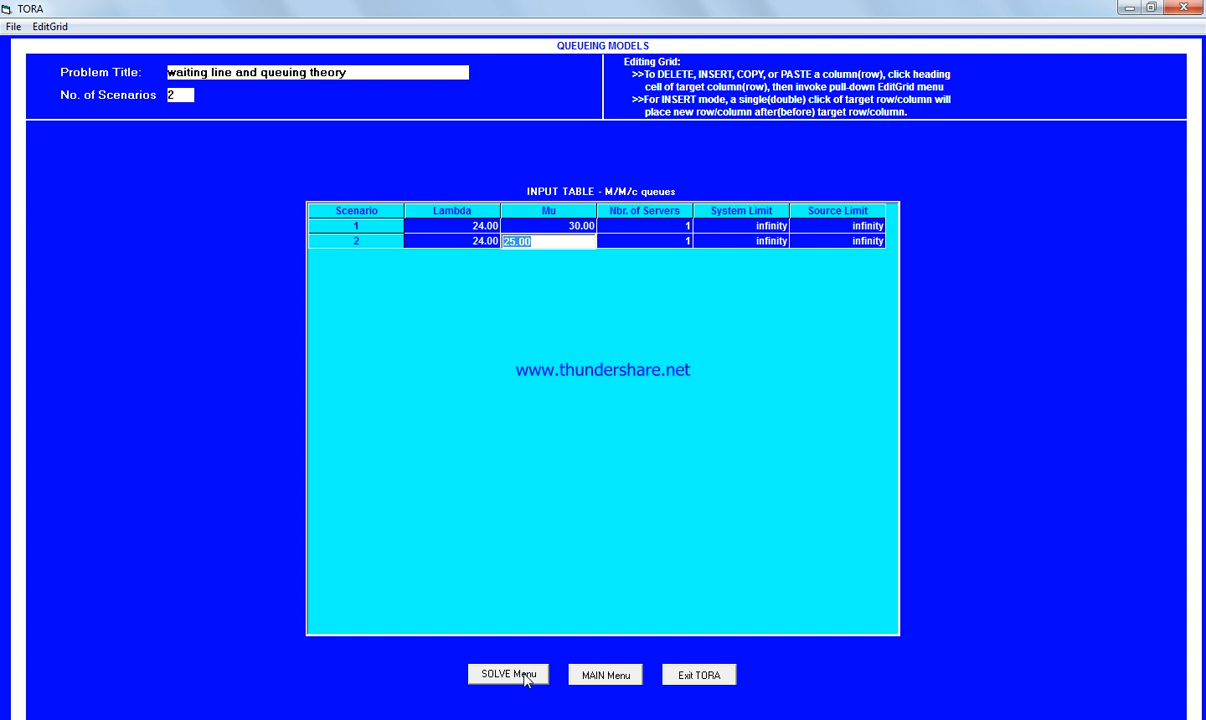 TORA
File EditGrid
QUEUEING MODELS
Problem Title: waiting line and queuing theory
No. of Scenarios 2
Editing Grid:
>>To DELETE, INSERT, COPY, or PASTE a column(row), click heading
cell of target column(row), then invoke pull-down EditGrid menu
>>For INSERT mode, a single(double) click of target row/column will
place new row/column after(before) target row/column.
INPUT TABLE - M/M/c queues
Scenario Lambda Mu Nbr. of Servers System Limit Source Limit
1 24.00 30.00 1 infinity infinity
2 24.00 25.00 1 infinity infinity
www.thundershare.net
SOLVE Menu MAIN Menu Exit TORA